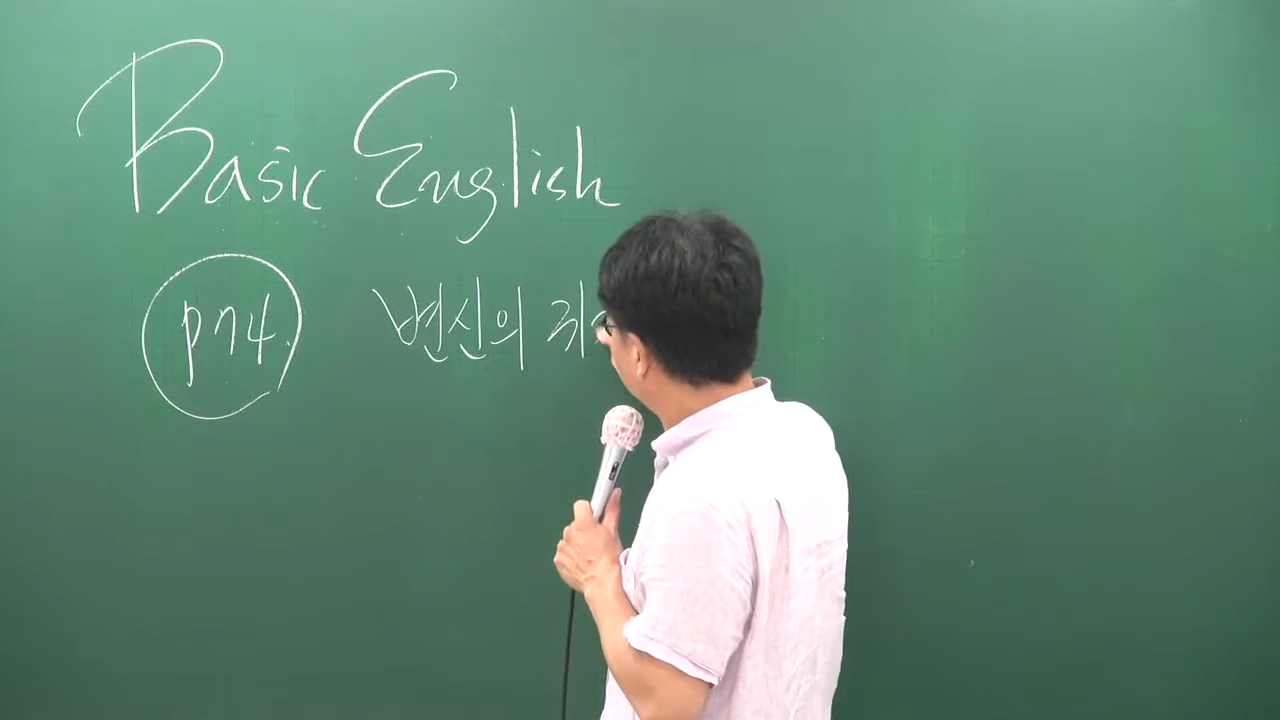 Basic English
p74. 변신의